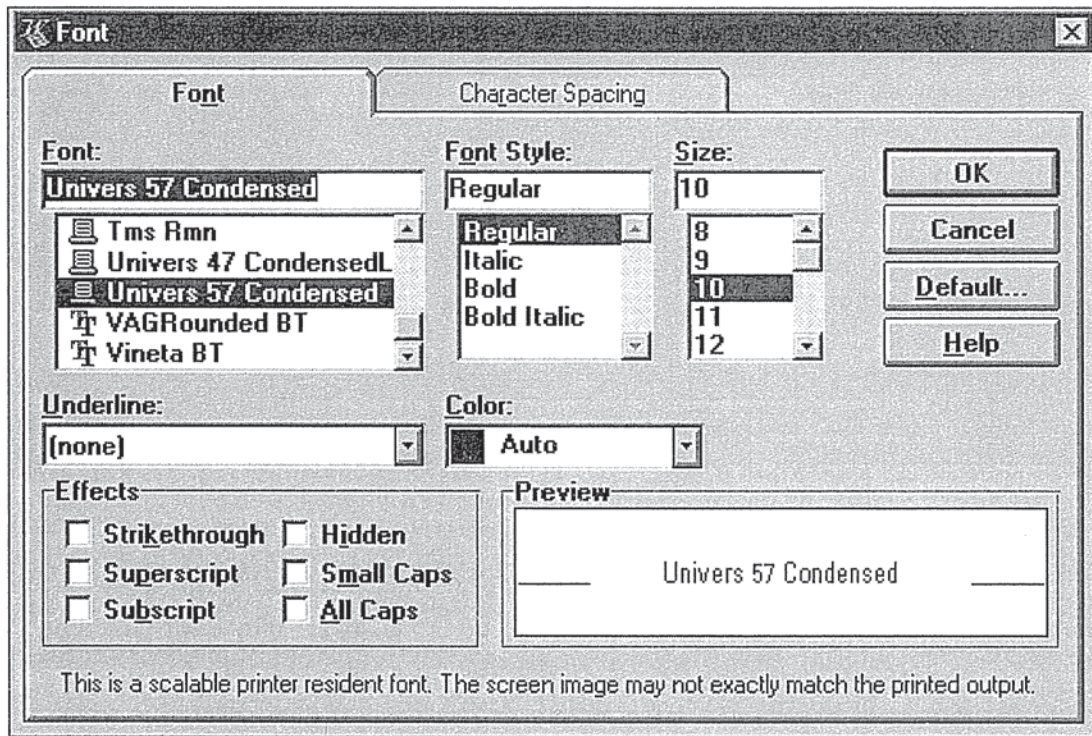 Font
Font
Character Spacing
Font:
Font Style:
Size:
Univers 57 Condensed
Regular
10
Tms Rmn
Univers 47 CondensedL
Univers 57 Condensed
VAGRounded BT
Vineta BT
Regular
Italic
Bold
Bold Italic
8
9
10
11
12
OK
Cancel
Default...
Help
Underline:
Color:
(none)
Auto
Effects
Strikethrough
Hidden
Superscript
Small Caps
Subscript
All Caps
Preview
Univers 57 Condensed
This is a scalable printer resident font. The screen image may not exactly match the printed output.